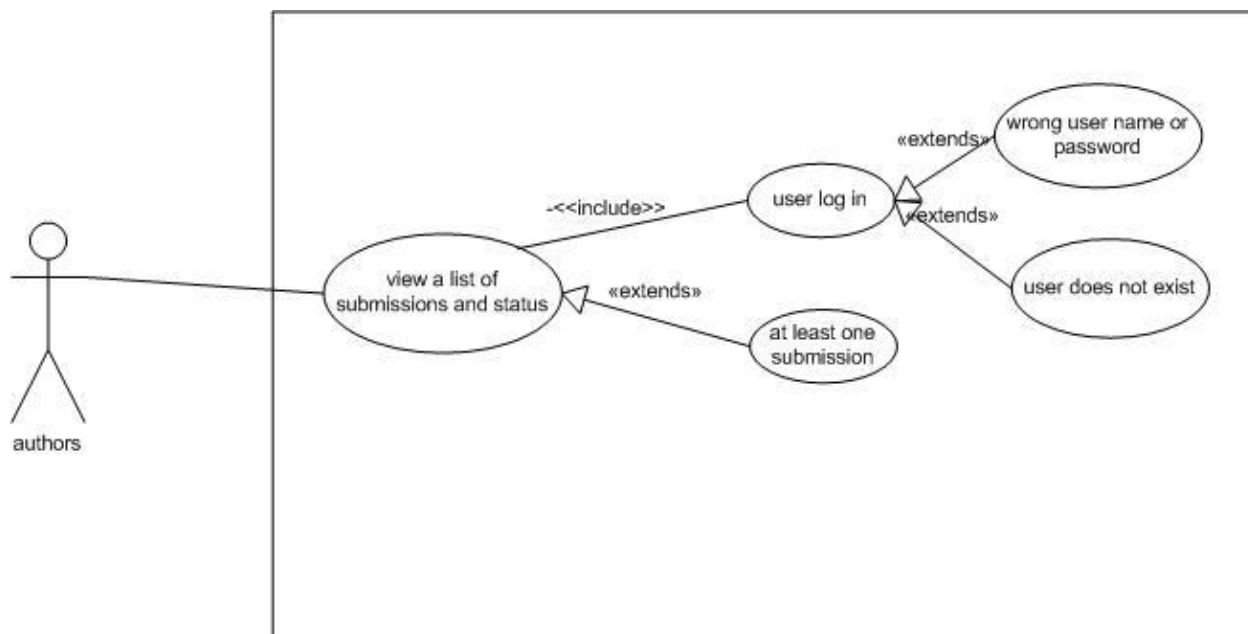 wrong user name or
password
«extends»
user log in
-<<include>>
«extends»
view a list of
submissions and status
user does not exist
«extends»
at least one
submission
authors